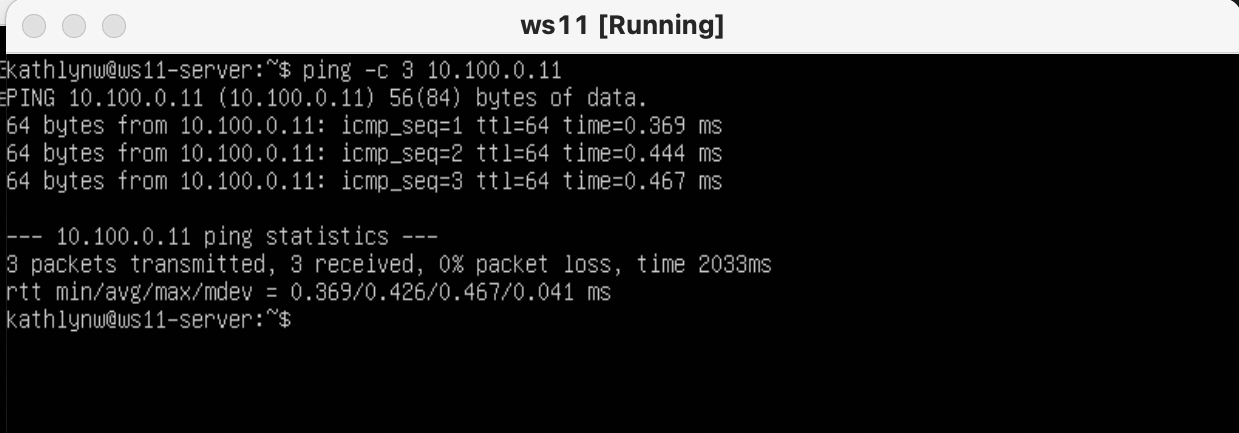 ws11 [Running]
kathlynw@ws11-server:~$ ping -c 3 10.100.0.11
PING 10.100.0.11 (10.100.0.11) 56(84) bytes of data.
64 bytes from 10.100.0.11: icmp_seq=1 ttl=64 time=0.369 ms
64 bytes from 10.100.0.11: icmp_seq=2 ttl=64 time=0.444 ms
64 bytes from 10.100.0.11: icmp_seq=3 ttl=64 time=0.467 ms

--- 10.100.0.11 ping statistics ---
3 packets transmitted, 3 received, 0% packet loss, time 2033ms
rtt min/avg/max/mdev = 0.369/0.426/0.467/0.041 ms
kathlynw@ws11-server:~$